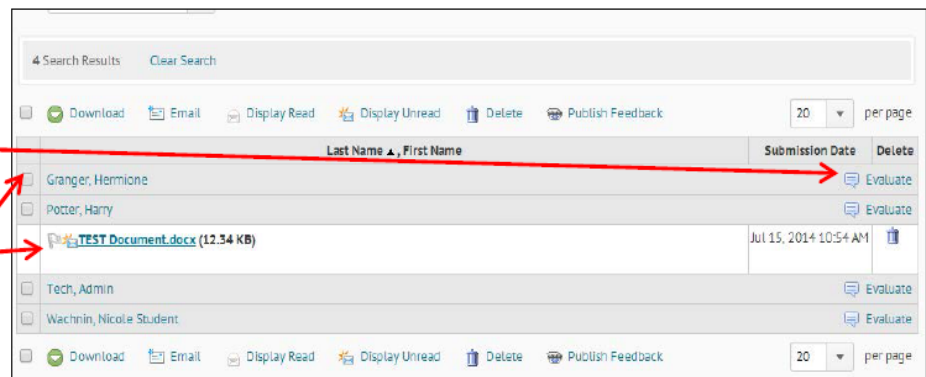 4 Search Results Clear Search
Download Email Display Read Display Unread Delete Publish Feedback 20 per page
Last Name ▲, First Name Submission Date Delete
Granger, Hermione Evaluate
Potter, Harry Evaluate
TEST Document.docx (12.34 KB) Jul 15, 2014 10:54 AM
Tech, Admin Evaluate
Wachnin, Nicole Student Evaluate
Download Email Display Read Display Unread Delete Publish Feedback 20 per page